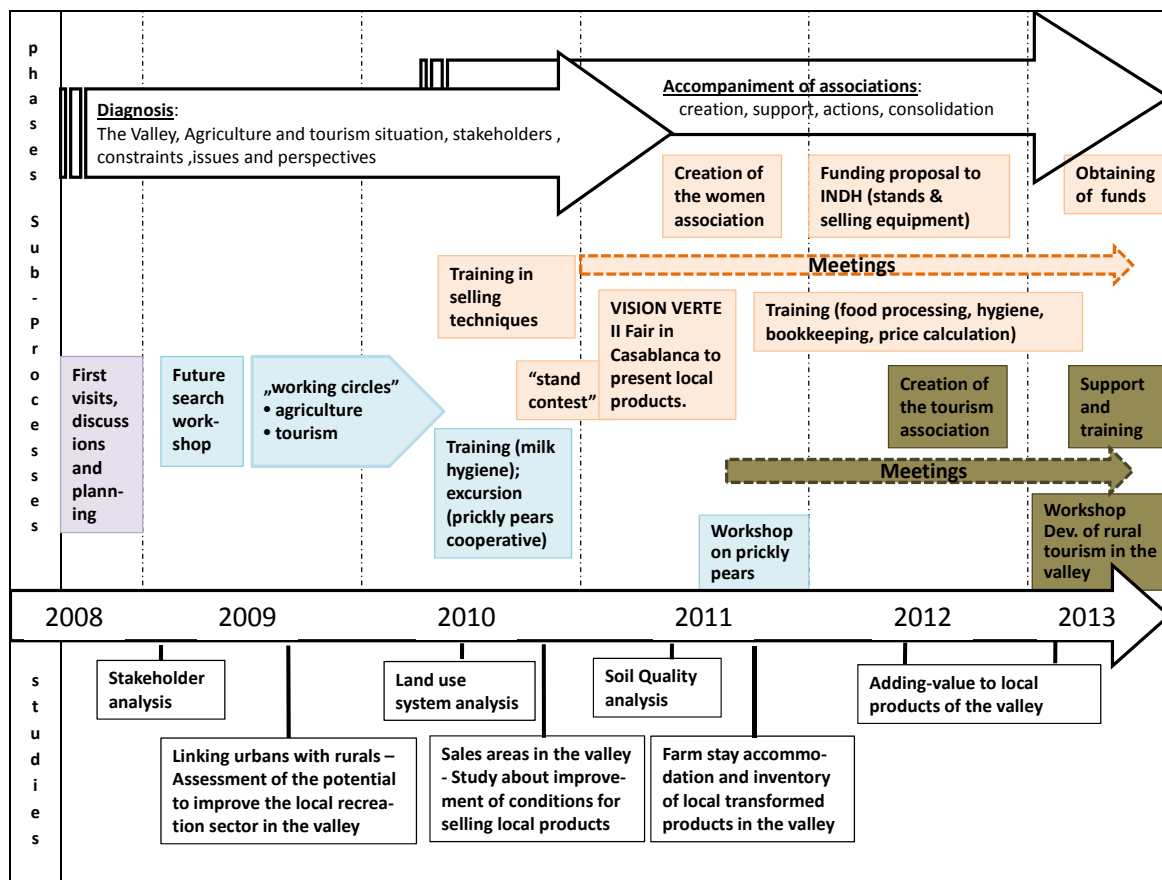 phases
Sub-Processes
Diagnosis:
The Valley, Agriculture and tourism situation, stakeholders ,
constraints ,issues and perspectives
Accompaniment of associations:
creation, support, actions, consolidation
Creation of
the women
association
Funding proposal to
INDH (stands &
selling equipment)
Obtaining
of funds
Meetings
Training in
selling
techniques
VISION VERTE
II Fair in
Casablanca to
present local
products.
Training (food processing, hygiene,
bookkeeping, price calculation)
First
visits,
discuss
ions and
plann-
ing
Future
search
work-
shop
„working circles”
• agriculture
• tourism
“stand
contest”
Creation of
the tourism
association
Support
and
training
Training (milk
hygiene);
excursion
(prickly pears
cooperative)
Meetings
Workshop
on prickly
pears
Workshop
Dev. of rural
tourism in the
valley
2008 2009 2010 2011 2012 2013
studies
Stakeholder
analysis
Land use
system analysis
Soil Quality
analysis
Adding-value to local
products of the valley
Linking urbans with rurals –
Assessment of the potential
to improve the local recrea-
tion sector in the valley
Sales areas in the valley
- Study about improve-
ment of conditions for
selling local products
Farm stay accommo-
dation and inventory
of local transformed
products in the valley